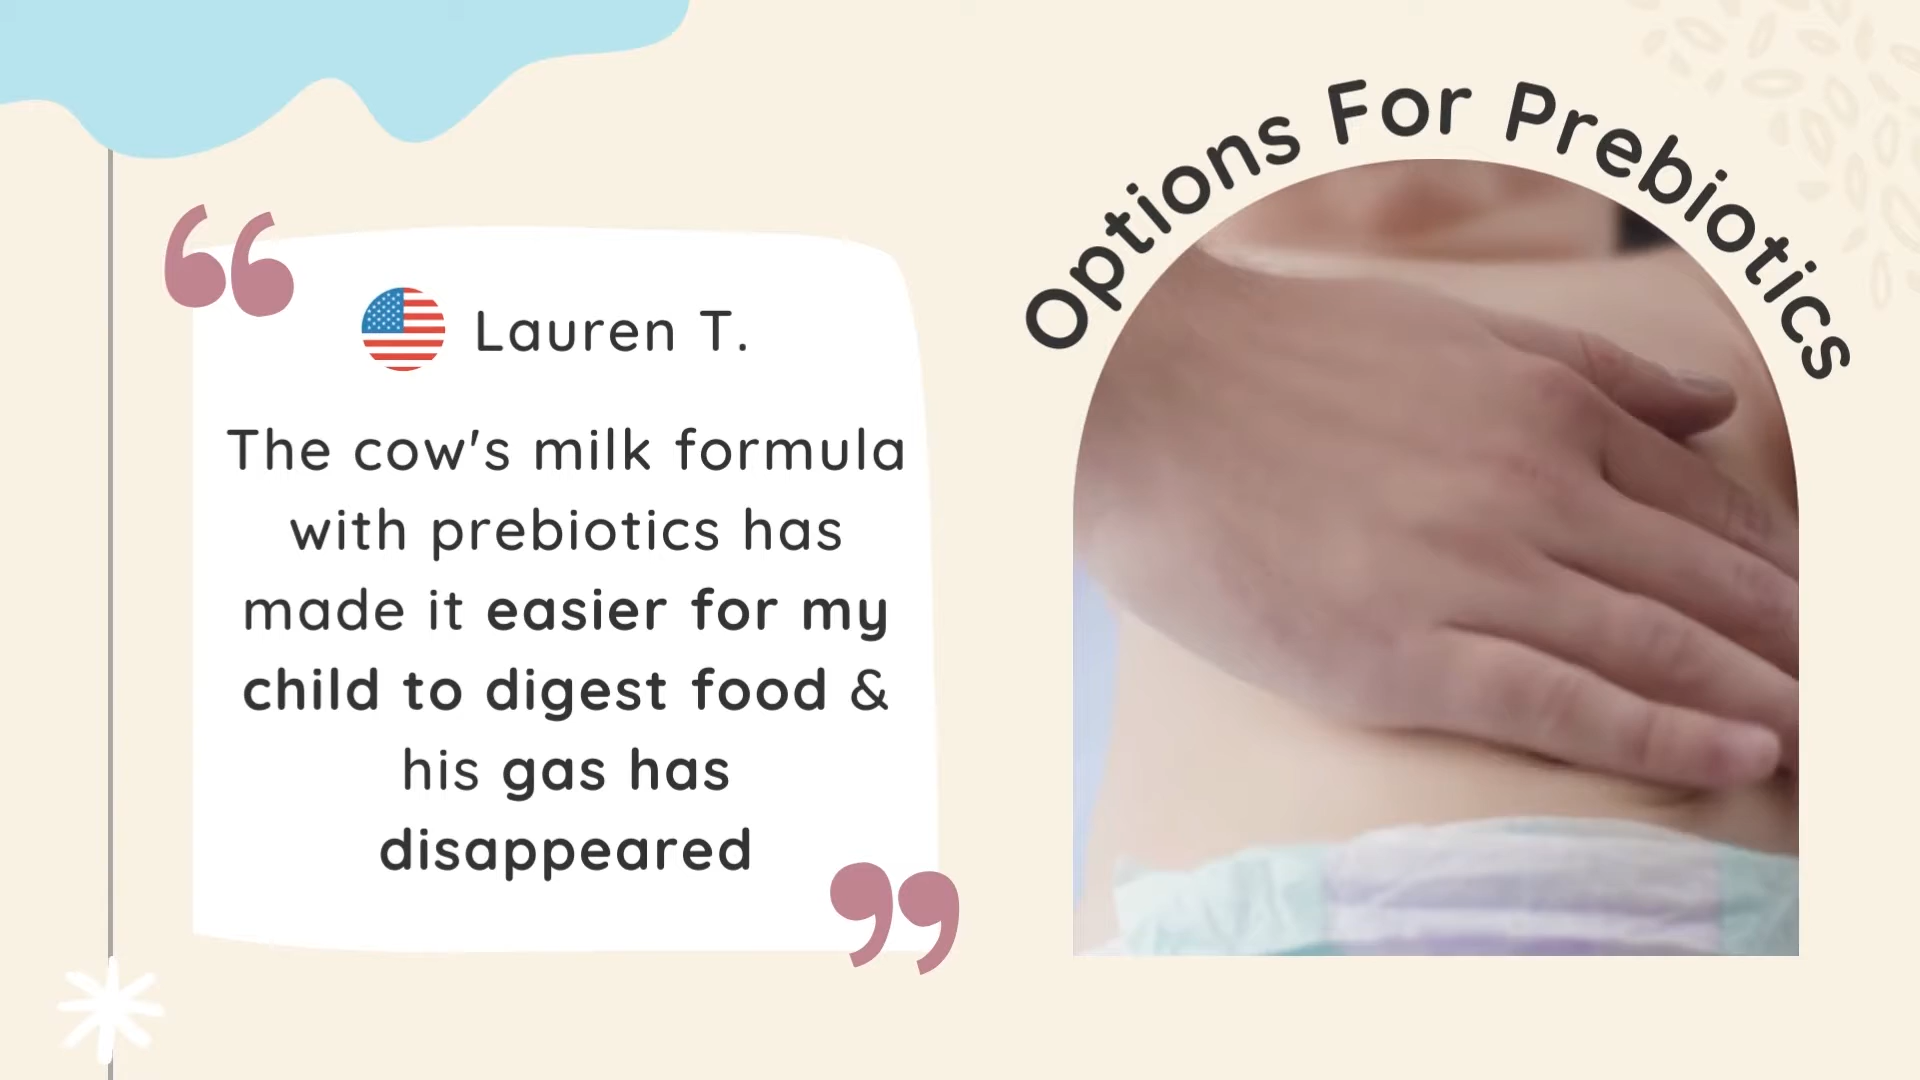 Options For Prebiotics
Lauren T.
The cow's milk formula
with prebiotics has
made it easier for my
child to digest food &
his gas has
disappeared